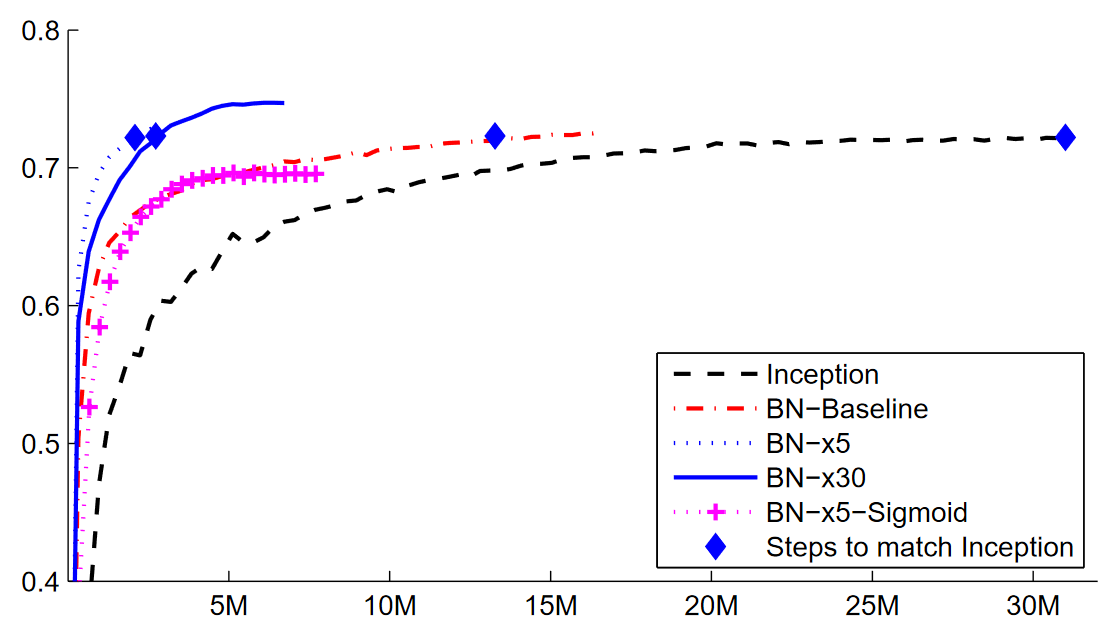 0.8
0.7
0.6
0.5
0.4
5M 10M 15M 20M 25M 30M
Inception
BN−Baseline
BN−x5
BN−x30
BN−x5−Sigmoid
Steps to match Inception